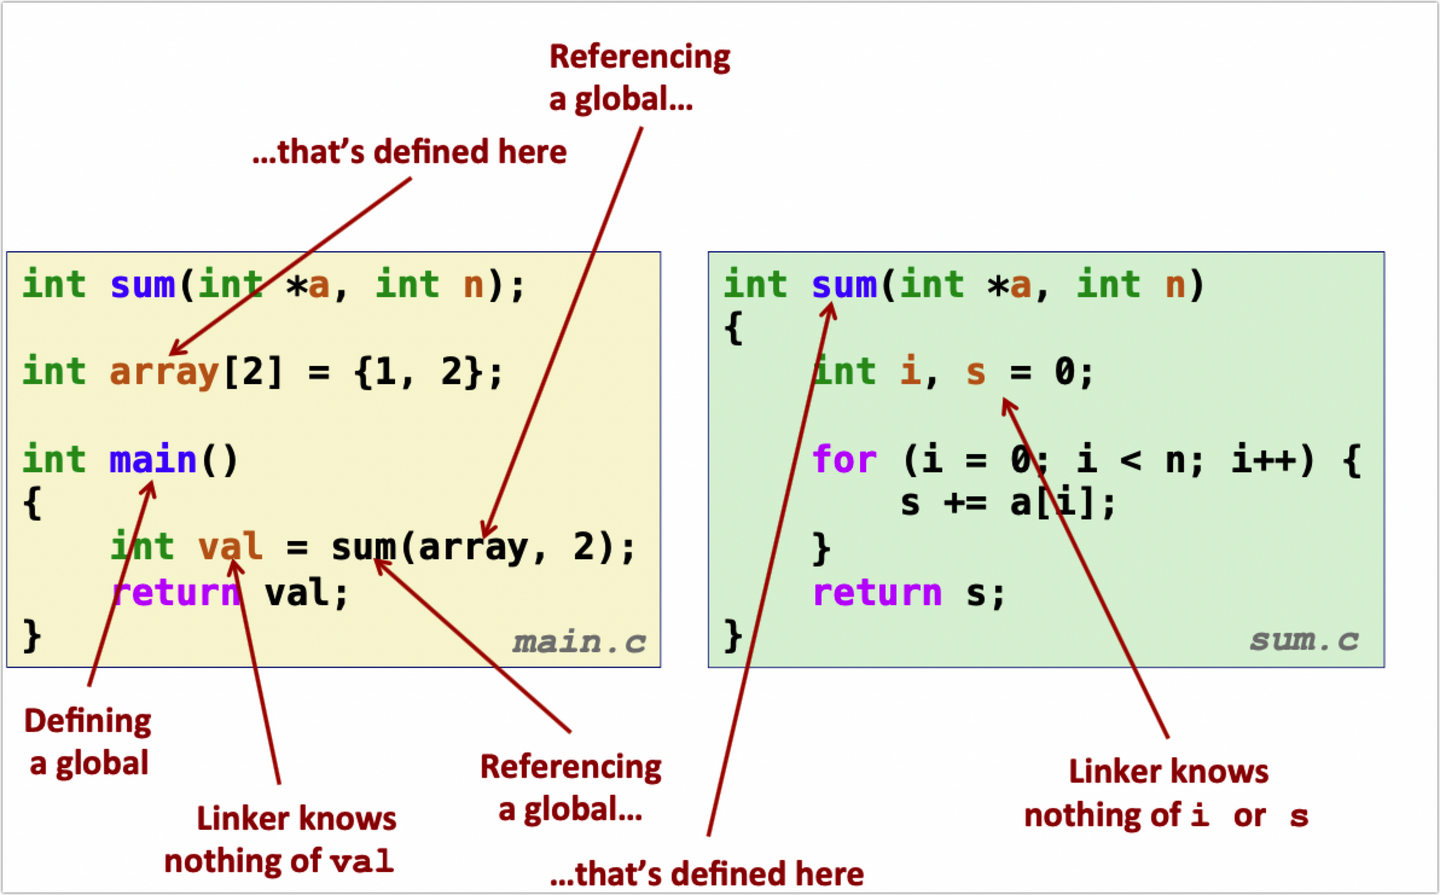 Referencing
a global…
…that’s defined here
int sum(int *a, int n);
int array[2] = {1, 2};
int main()
{
    int val = sum(array, 2);
    return val;
}
main.c
int sum(int *a, int n)
{
    int i, s = 0;
    for (i = 0; i < n; i++) {
        s += a[i];
    }
    return s;
}
sum.c
Defining
a global
Linker knows
nothing of val
Referencing
a global…
…that’s defined here
Linker knows
nothing of i or s